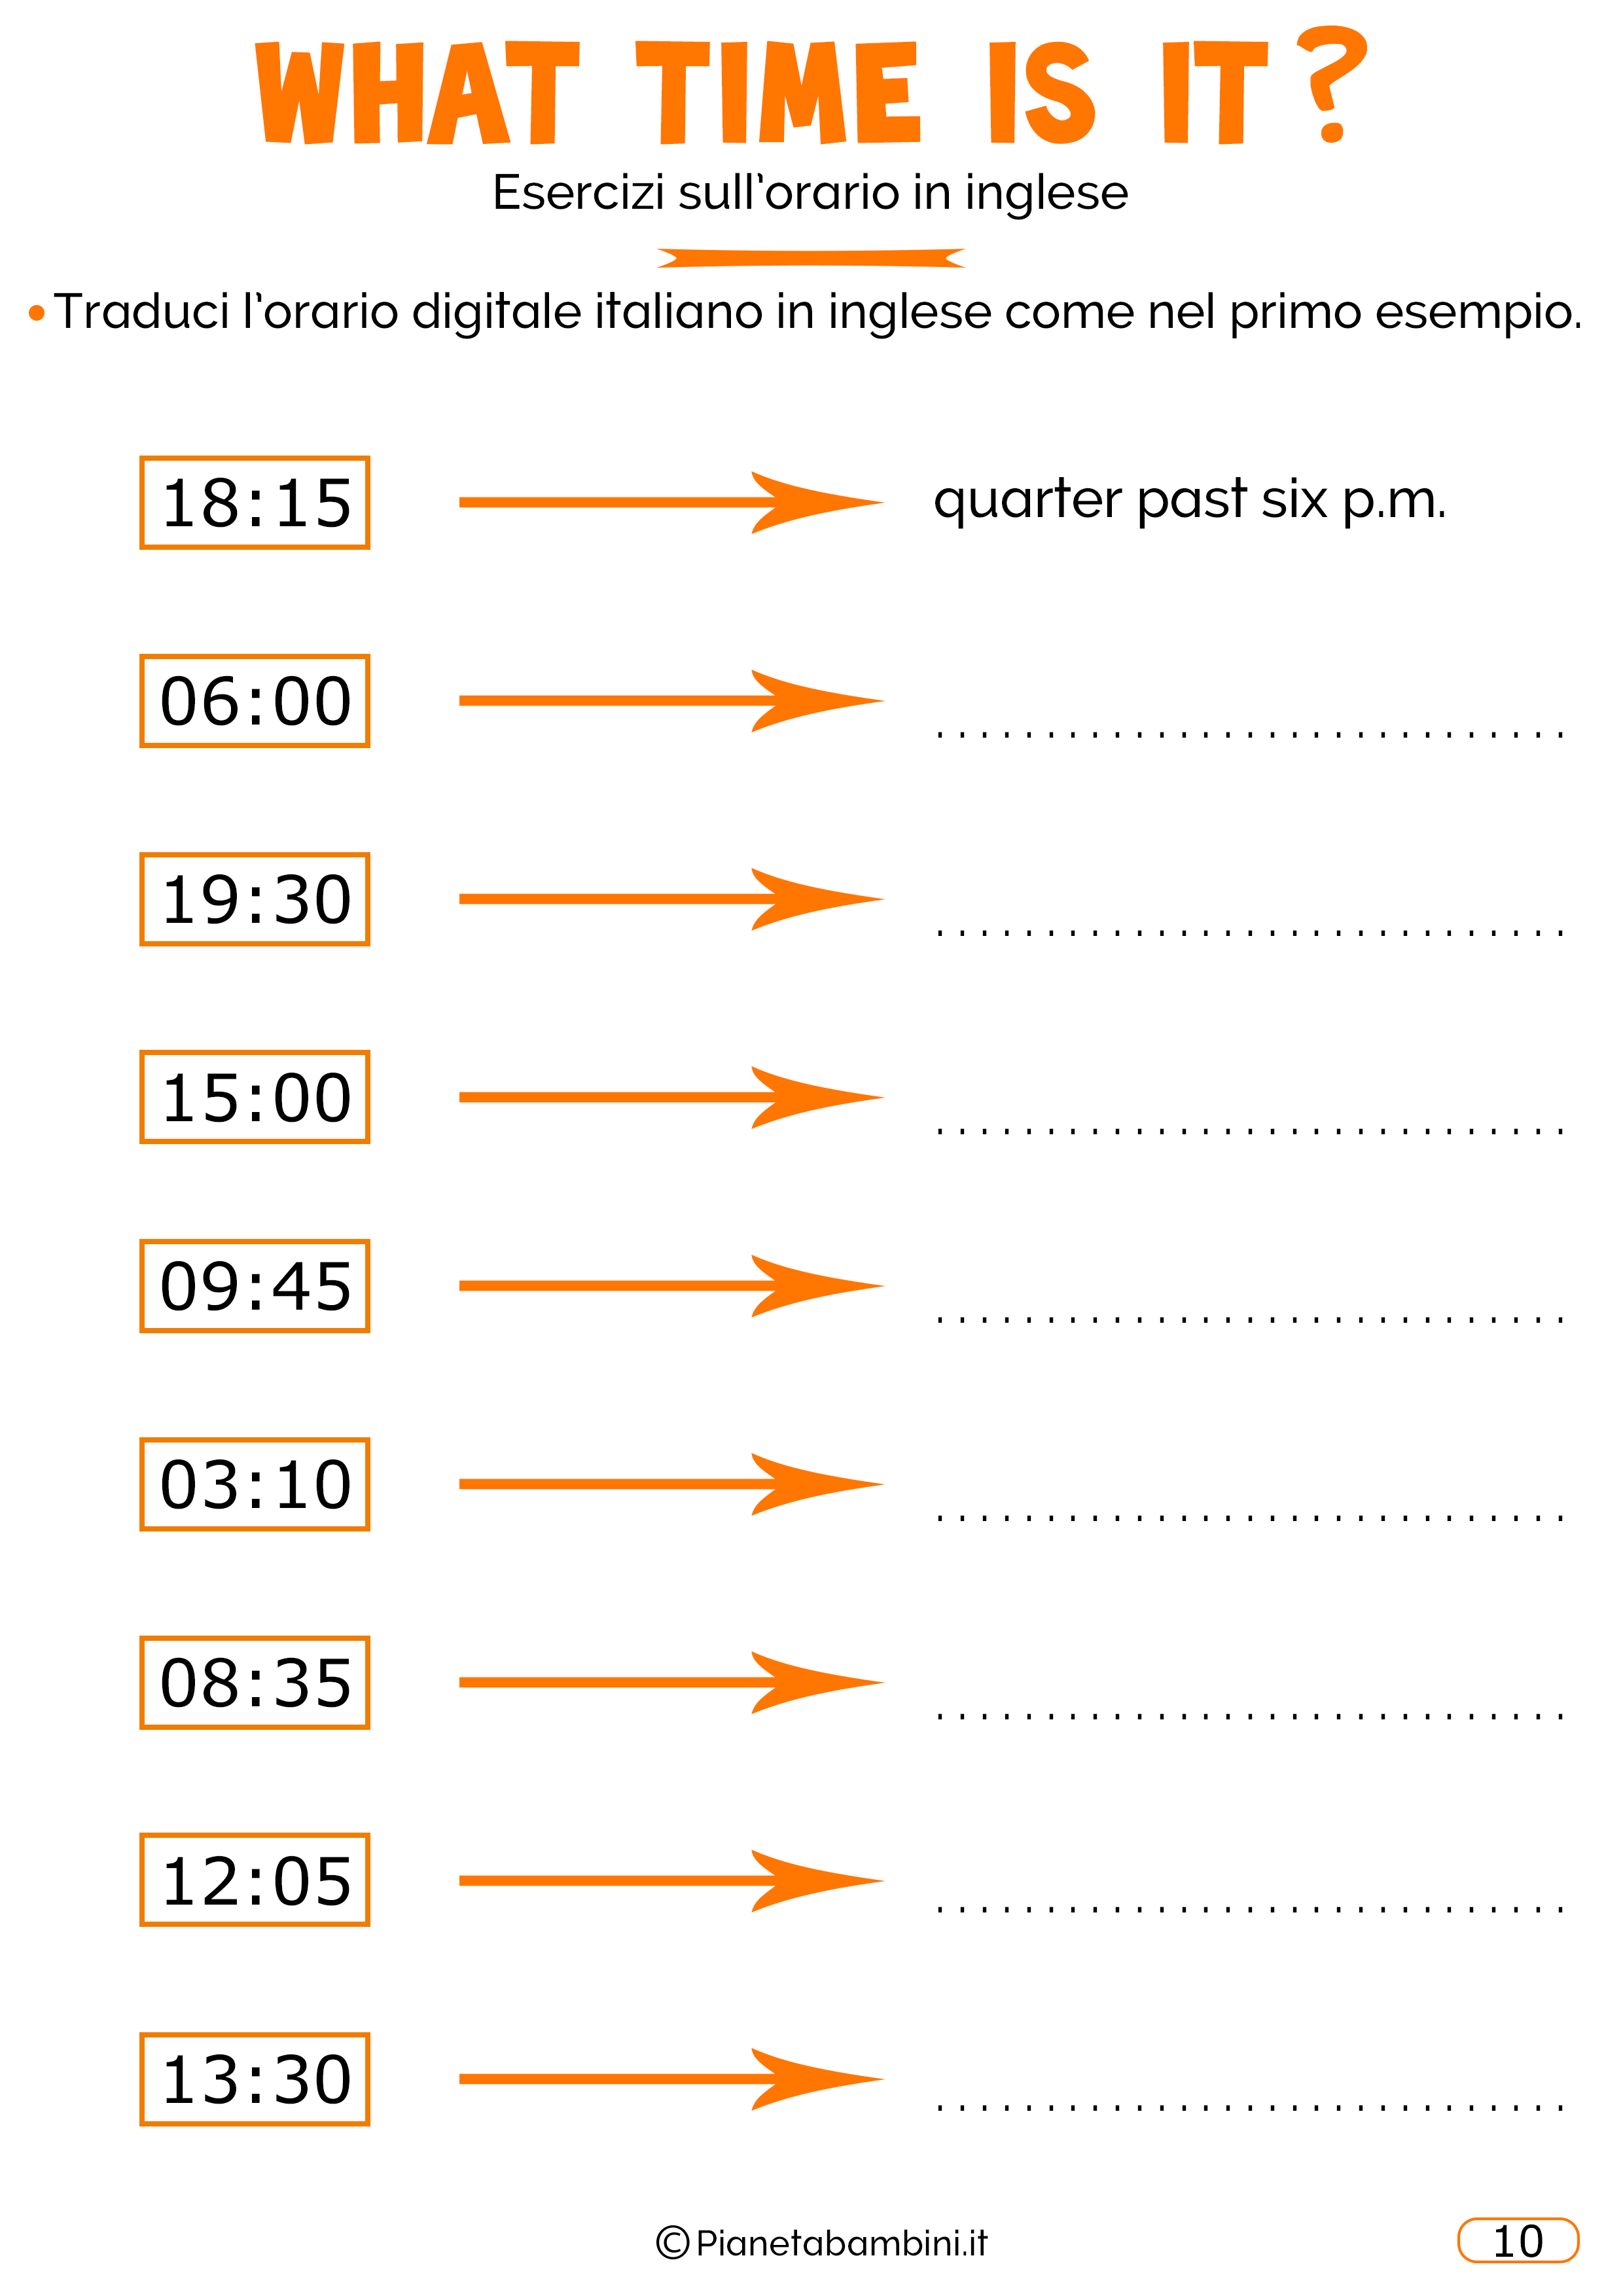 WHAT TIME IS IT?
Esercizi sull'orario in inglese
• Traduci l'orario digitale italiano in inglese come nel primo esempio.
18:15 quarter past six p.m.
06:00 . . . . . . . . . . . . . . . . . . . . . . . . . . . . .
19:30 . . . . . . . . . . . . . . . . . . . . . . . . . . . . .
15:00 . . . . . . . . . . . . . . . . . . . . . . . . . . . . .
09:45 . . . . . . . . . . . . . . . . . . . . . . . . . . . . .
03:10 . . . . . . . . . . . . . . . . . . . . . . . . . . . . .
08:35 . . . . . . . . . . . . . . . . . . . . . . . . . . . . .
12:05 . . . . . . . . . . . . . . . . . . . . . . . . . . . . .
13:30 . . . . . . . . . . . . . . . . . . . . . . . . . . . . .
©Pianetabambini.it
10